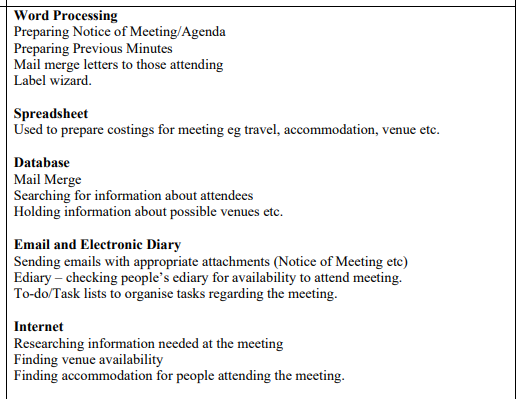 Word Processing
Preparing Notice of Meeting/Agenda
Preparing Previous Minutes
Mail merge letters to those attending
Label wizard.
Spreadsheet
Used to prepare costings for meeting eg travel, accommodation, venue etc.
Database
Mail Merge
Searching for information about attendees
Holding information about possible venues etc.
Email and Electronic Diary
Sending emails with appropriate attachments (Notice of Meeting etc)
Ediary – checking people's ediary for availability to attend meeting.
To-do/Task lists to organise tasks regarding the meeting.
Internet
Researching information needed at the meeting
Finding venue availability
Finding accommodation for people attending the meeting.